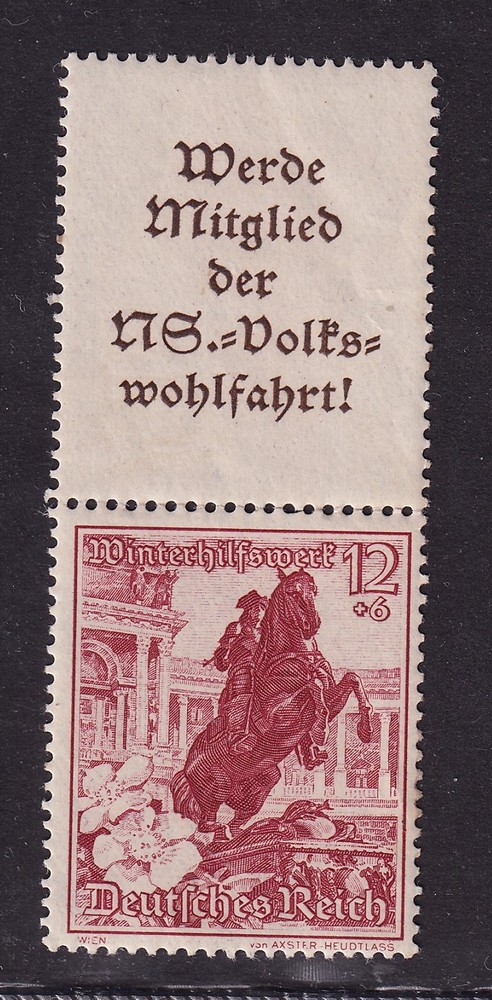 Werde
Mitglied
der
NS.-Volks-
wohlfahrt!
Winterhilfswerk 12
+6
Deutsches Reich
WIEN
von AXSTER-HEUDTLASS